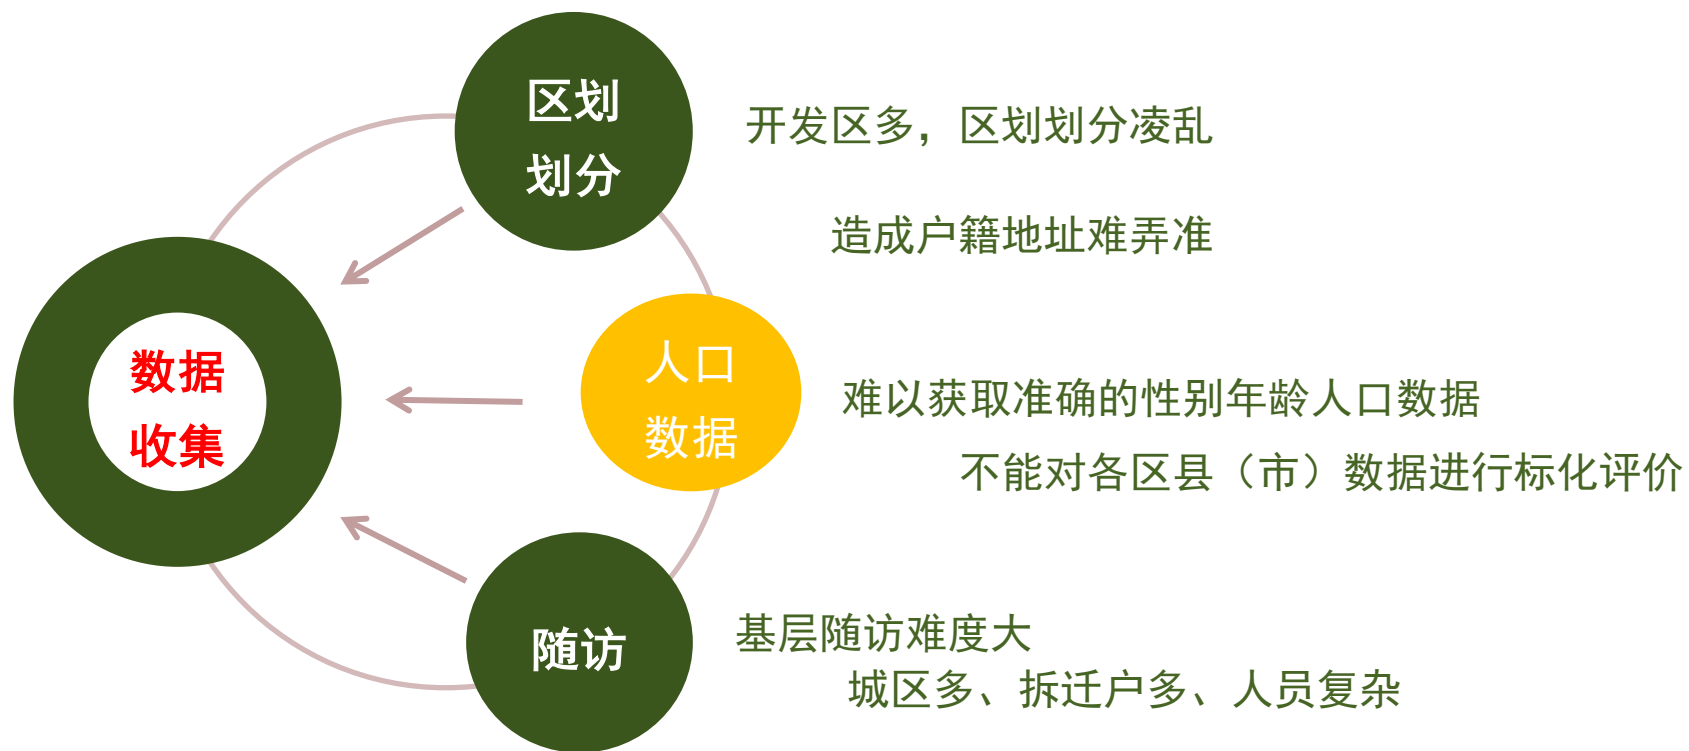 区划
划分
开发区多，区划划分凌乱
造成户籍地址难弄准
数据
收集
人口
数据
难以获取准确的性别年龄人口数据
不能对各区县（市）数据进行标化评价
随访
基层随访难度大
城区多、拆迁户多、人员复杂